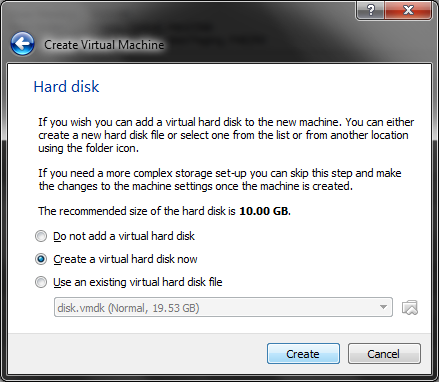 Create Virtual Machine
Hard disk
If you wish you can add a virtual hard disk to the new machine. You can either
create a new hard disk file or select one from the list or from another location
using the folder icon.
If you need a more complex storage set-up you can skip this step and make
the changes to the machine settings once the machine is created.
The recommended size of the hard disk is 10.00 GB.
Do not add a virtual hard disk
Create a virtual hard disk now
Use an existing virtual hard disk file
disk.vmdk (Normal, 19.53 GB)
Create
Cancel